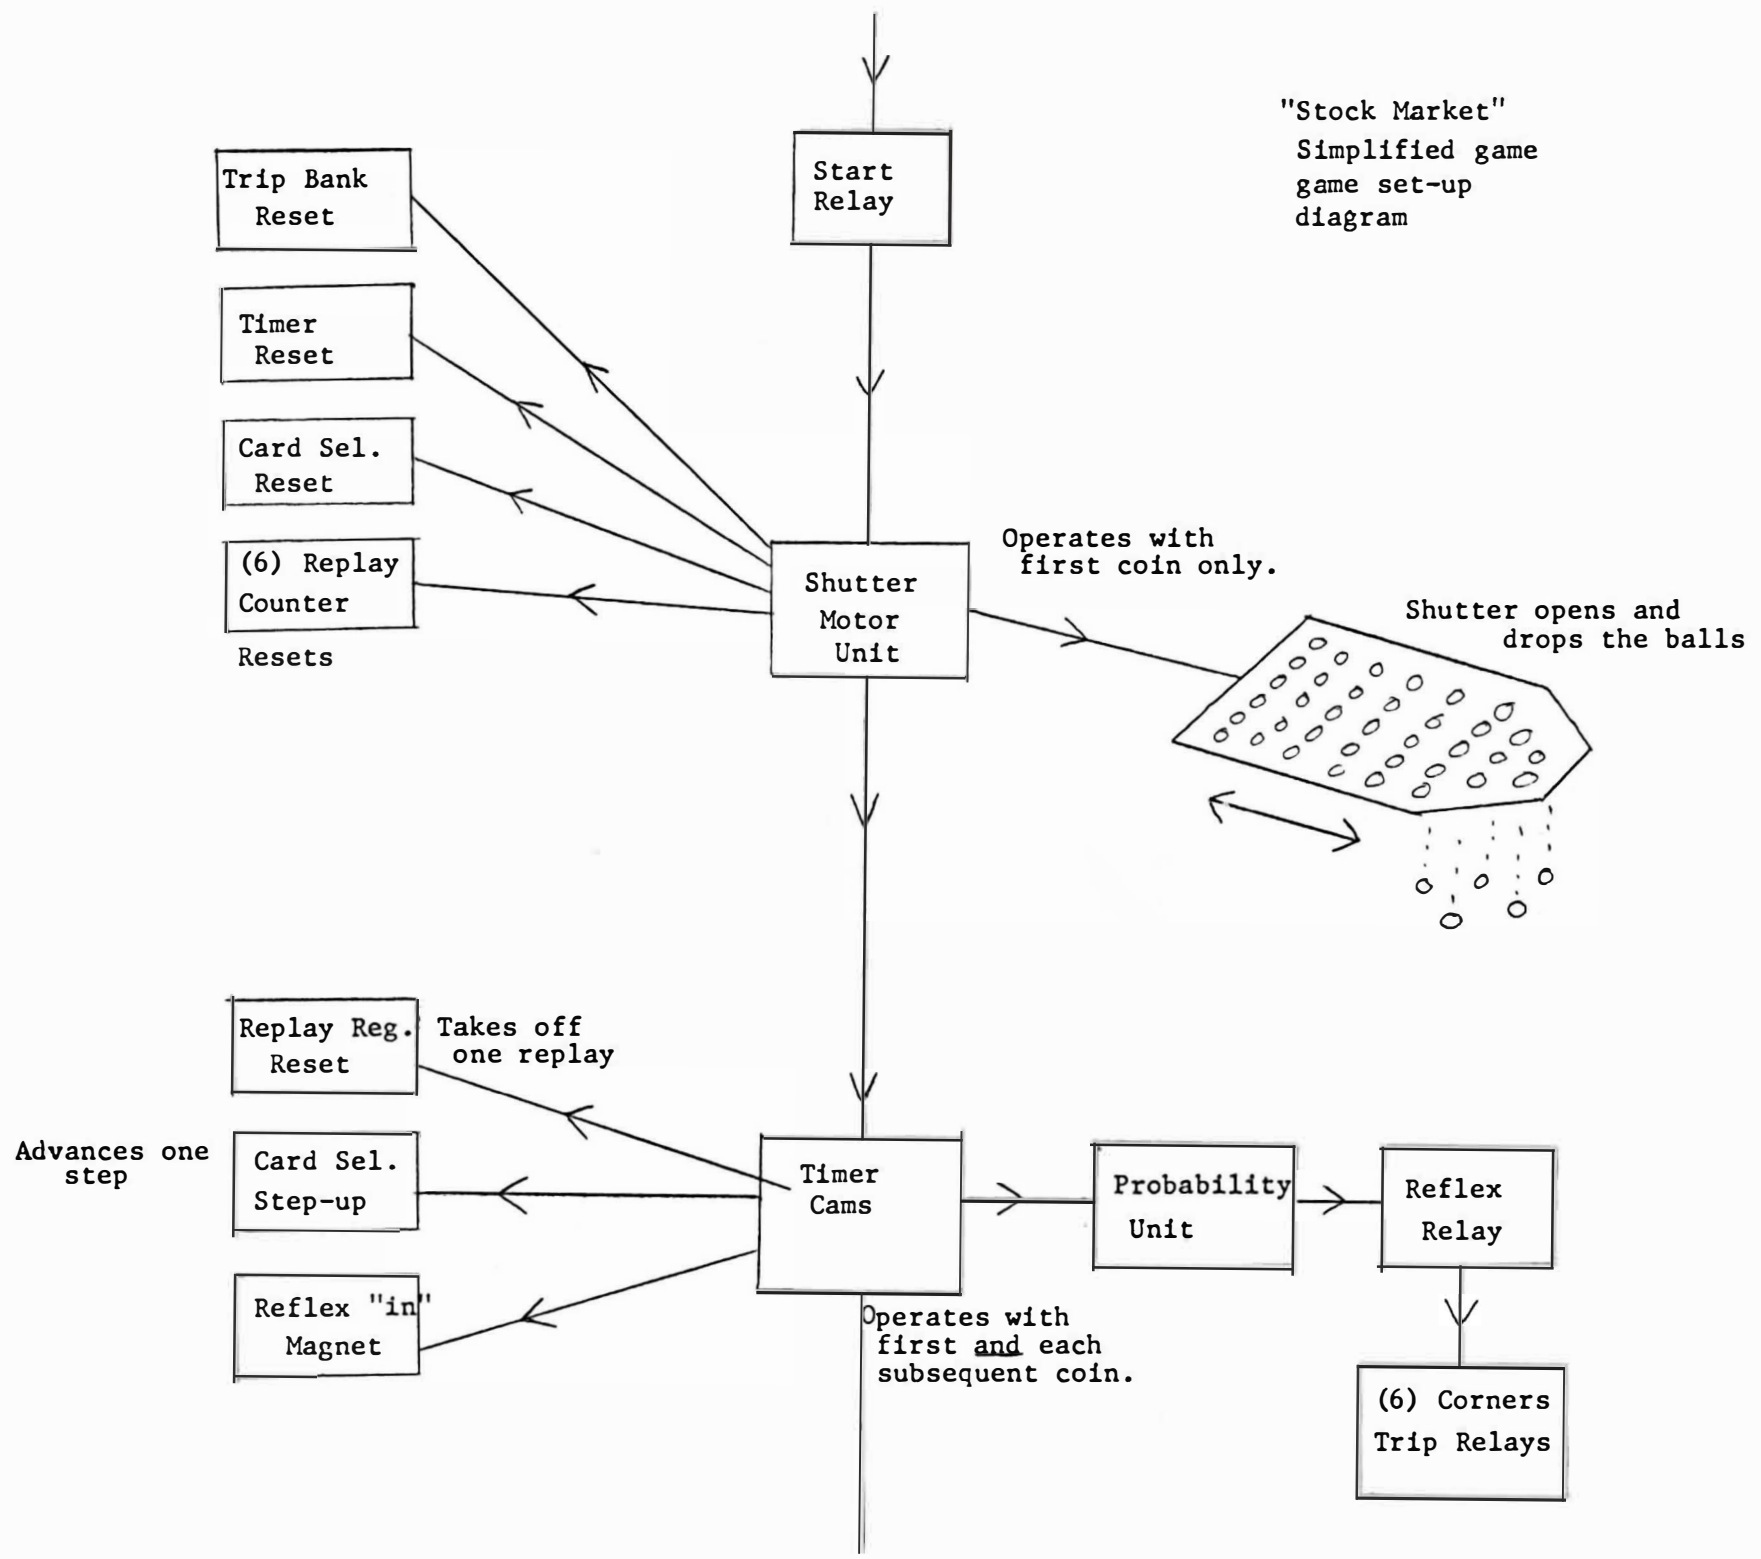 "Stock Market"
Simplified game
game set-up
diagram
Start
Relay
Trip Bank
Reset
Timer
Reset
Card Sel.
Reset
(6) Replay
Counter
Resets
Shutter
Motor
Unit
Operates with
first coin only.
Shutter opens and
drops the balls
Replay Reg.
Reset
Takes off
one replay
Advances one
step
Card Sel.
Step-up
Reflex "in"
Magnet
Timer
Cams
Operates with
first and each
subsequent coin.
Probability
Unit
Reflex
Relay
(6) Corners
Trip Relays